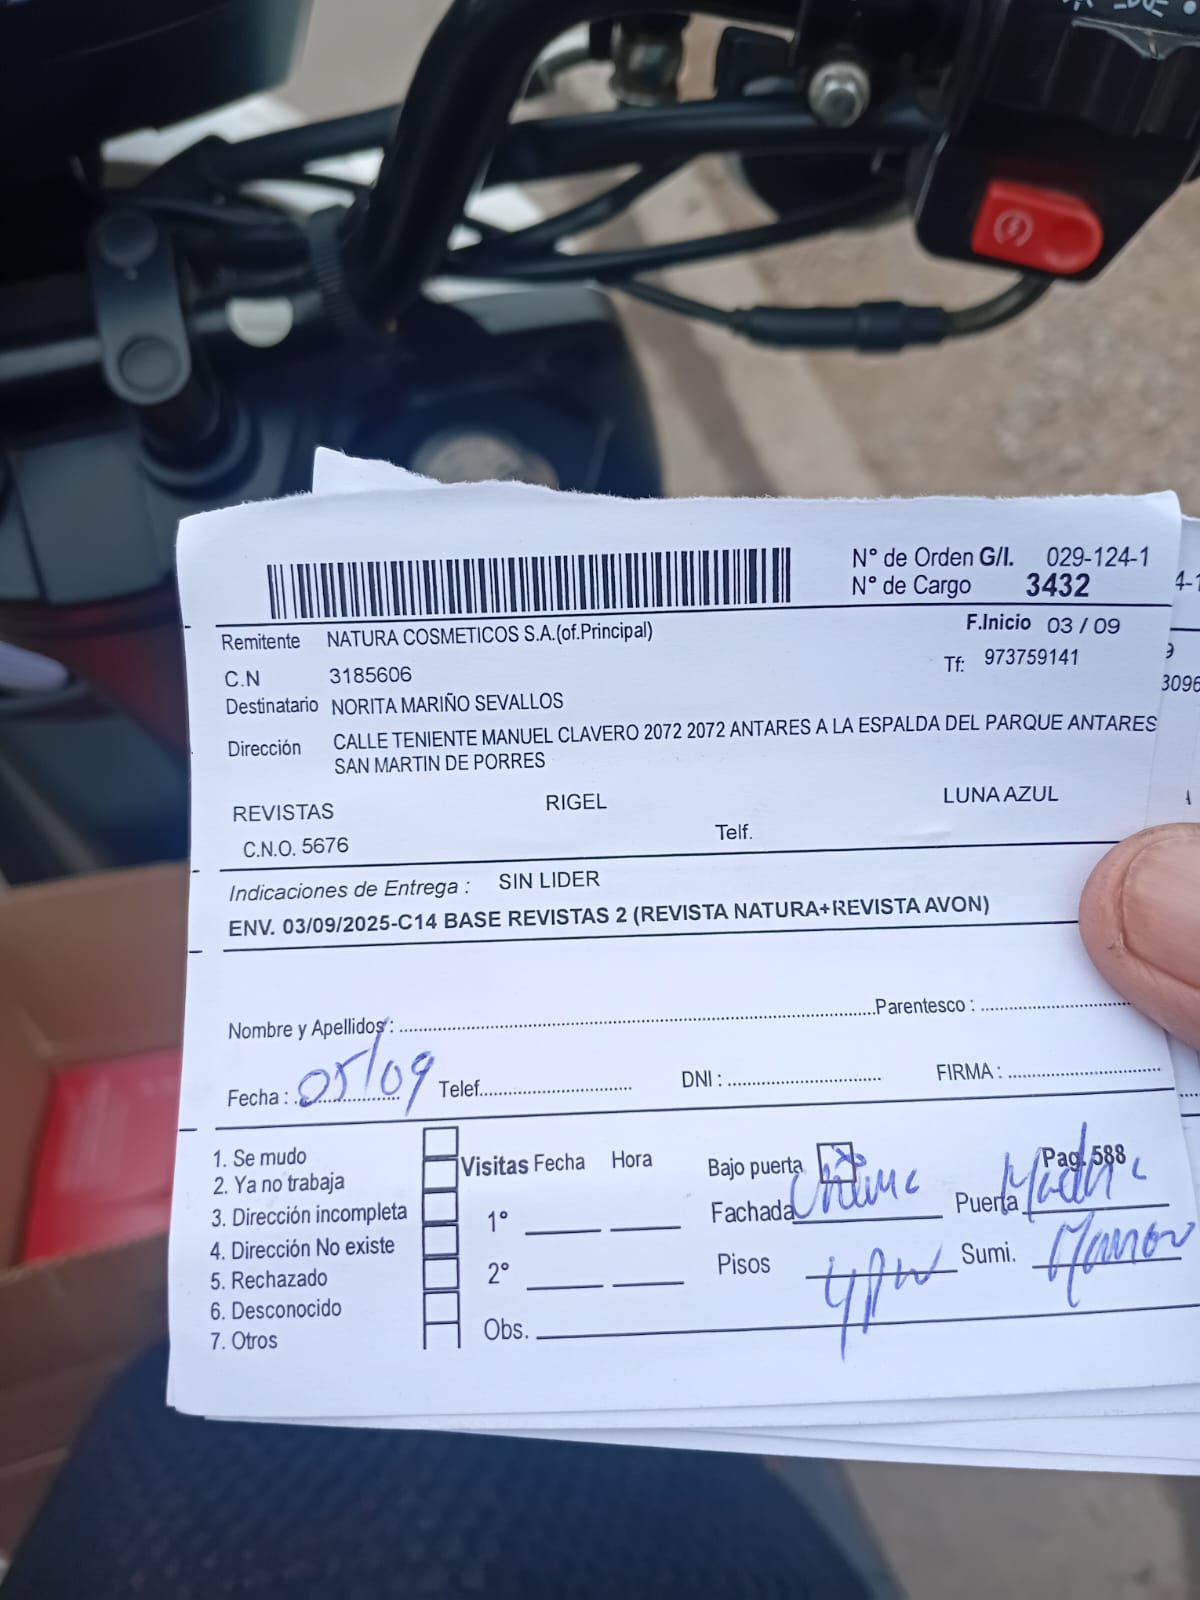 N° de Orden G/I. 029-124-1
N° de Cargo 3432
Remitente NATURA COSMETICOS S.A.(of.Principal)
F.Inicio 03 / 09
C.N 3185606
Tf: 973759141
Destinatario NORITA MARIÑO SEVALLOS
Dirección CALLE TENIENTE MANUEL CLAVERO 2072 2072 ANTARES A LA ESPALDA DEL PARQUE ANTARES
SAN MARTIN DE PORRES
REVISTAS RIGEL LUNA AZUL
C.N.O. 5676 Telf.
Indicaciones de Entrega : SIN LIDER
ENV. 03/09/2025-C14 BASE REVISTAS 2 (REVISTA NATURA+REVISTA AVON)
Nombre y Apellidos : Parentesco :
Fecha : 05/09 Telef. DNI : FIRMA :
1. Se mudo
2. Ya no trabaja
3. Dirección incompleta
4. Dirección No existe
5. Rechazado
6. Desconocido
7. Otros
Visitas Fecha Hora
1°
2°
Obs.
Bajo puerta Pag. 588
Fachada Puerta
Pisos Sumi.